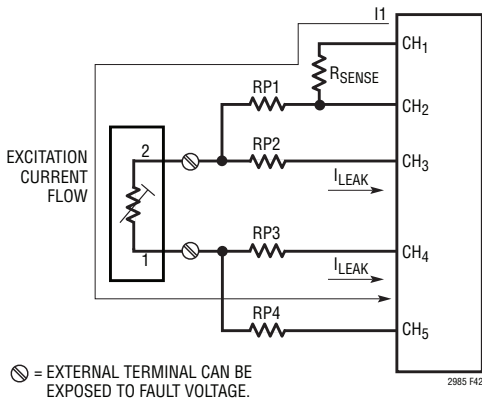 I1
CH1
RSENSE
RP1
CH2
2
RP2
CH3
EXCITATION
CURRENT
FLOW
ILEAK
RP3
CH4
1
ILEAK
RP4
CH5
= EXTERNAL TERMINAL CAN BE
EXPOSED TO FAULT VOLTAGE.
2985 F42